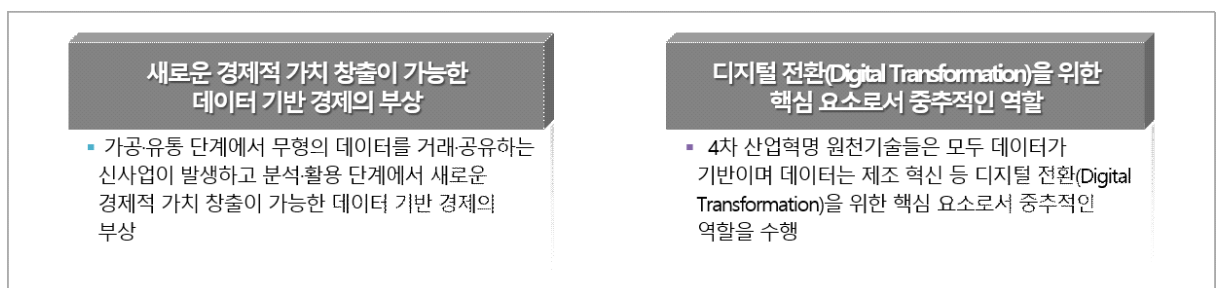 새로운 경제적 가치 창출이 가능한
데이터 기반 경제의 부상
▪ 가공·유통 단계에서 무형의 데이터를 거래·공유하는
신사업이 발생하고 분석·활용 단계에서 새로운
경제적 가치 창출이 가능한 데이터 기반 경제의
부상
디지털 전환(Digital Transformation)을 위한
핵심 요소로서 중추적인 역할
▪ 4차 산업혁명 원천기술들은 모두 데이터가
기반이며 데이터는 제조 혁신 등 디지털 전환(Digital
Transformation)을 위한 핵심 요소로서 중추적인
역할을 수행